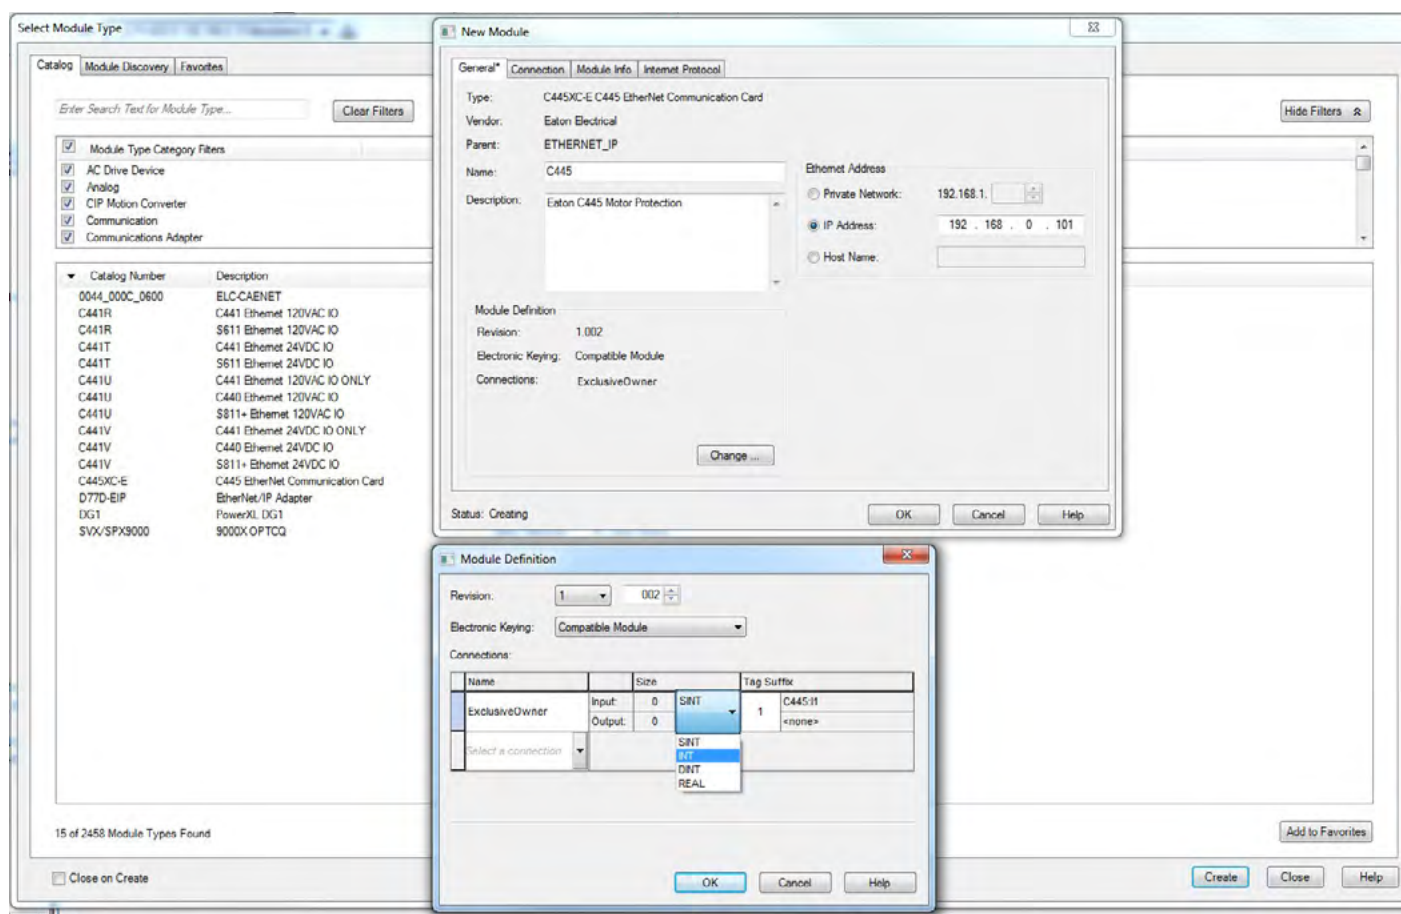 Select Module Type
Catalog Module Discovery Favorites
Enter Search Text for Module Type...
Clear Filters
Hide Filters
Module Type Category Filters
AC Drive Device
Analog
CIP Motion Converter
Communication
Communications Adapter
Catalog Number Description
0044_000C_0600 ELC-CAENET
C441R C441 Ethernet 120VAC IO
C441R S611 Ethernet 120VAC IO
C441T C441 Ethernet 24VDC IO
C441T S611 Ethernet 24VDC IO
C441U C441 Ethernet 120VAC IO ONLY
C441U C440 Ethernet 120VAC IO
C441U S811+ Ethernet 120VAC IO
C441V C441 Ethernet 24VDC IO ONLY
C441V C440 Ethernet 24VDC IO
C441V S811+ Ethernet 24VDC IO
C445XC-E C445 EtherNet Communication Card
D77D-EIP EtherNet/IP Adapter
DG1 PowerXL DG1
SVX/SPX9000 9000X OPTCQ
15 of 2458 Module Types Found
Add to Favorites
Close on Create
Create Close Help
New Module
General* Connection Module Info Internet Protocol
Type: C445XC-E C445 EtherNet Communication Card
Vendor: Eaton Electrical
Parent: ETHERNET_IP
Name: C445
Description: Eaton C445 Motor Protection
Ethernet Address
Private Network: 192.168.1.
IP Address: 192 . 168 . 0 . 101
Host Name:
Module Definition
Revision: 1.002
Electronic Keying: Compatible Module
Connections: ExclusiveOwner
Change ...
Status: Creating
OK Cancel Help
Module Definition
Revision: 1 002
Electronic Keying: Compatible Module
Connections:
Name Size Tag Suffix
ExclusiveOwner Input: 0 SINT 1 C445:I1
Output: 0 <none>
Select a connection
SINT
INT
DINT
REAL
OK Cancel Help